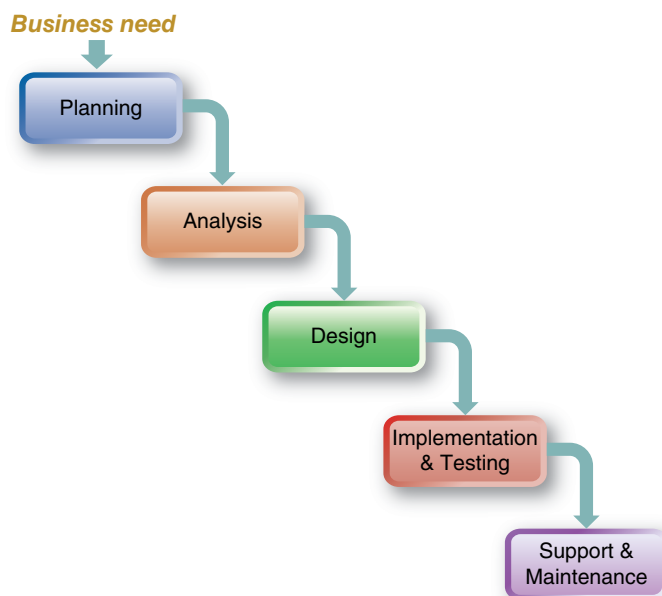 Business need
Planning
Analysis
Design
Implementation
& Testing
Support &
Maintenance